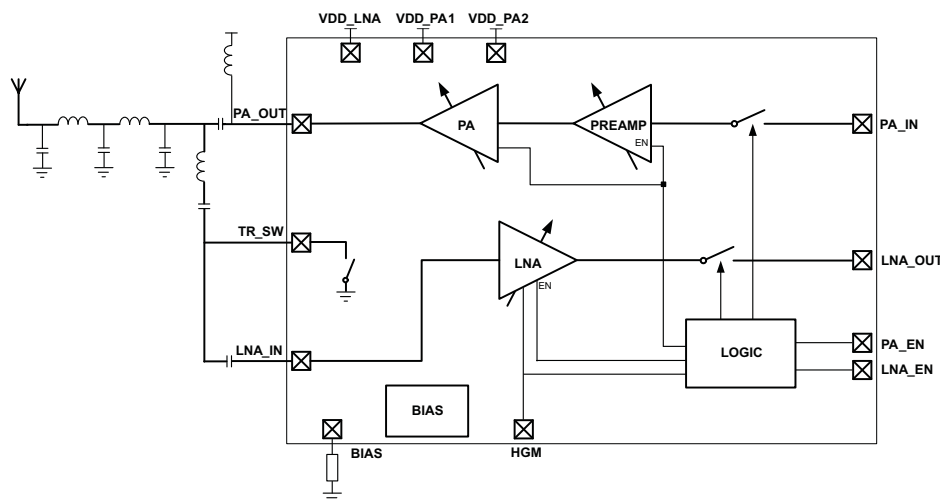 VDD_LNA VDD_PA1 VDD_PA2
PA_OUT
PA
PREAMP
EN
PA_IN
TR_SW
LNA
EN
LNA_OUT
LNA_IN
LOGIC
PA_EN
LNA_EN
BIAS
BIAS
HGM